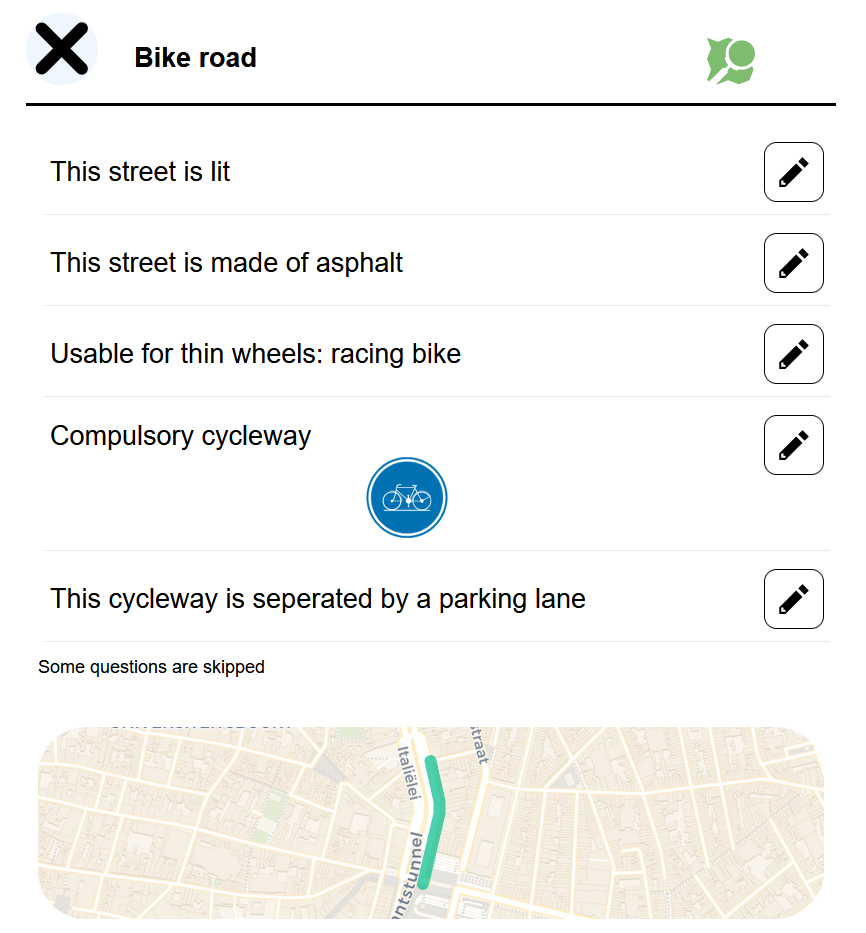 Bike road
This street is lit
This street is made of asphalt
Usable for thin wheels: racing bike
Compulsory cycleway
This cycleway is seperated by a parking lane
Some questions are skipped
Italiëlei
straat
ntstunnel